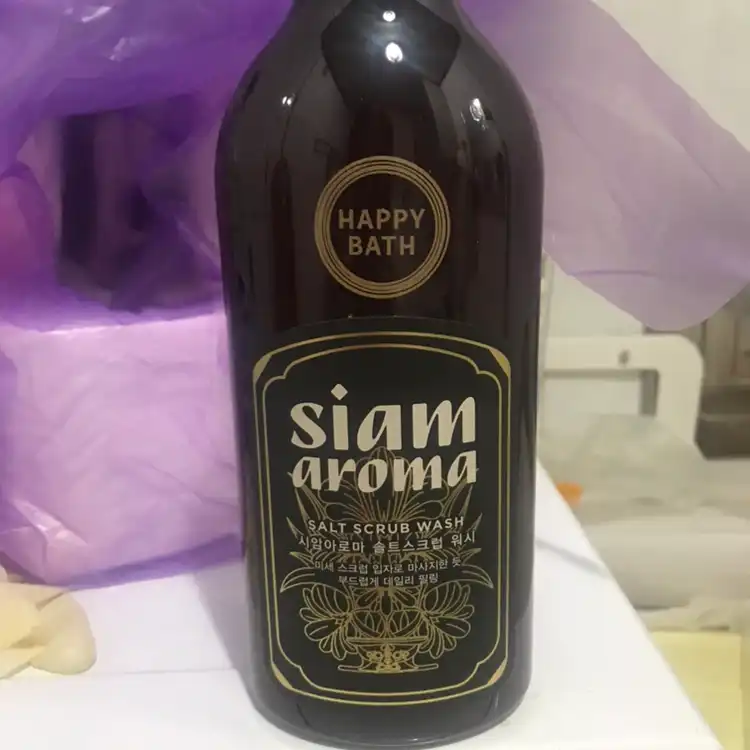 HAPPY
BATH
siam
aroma
SALT SCRUB WASH
시암아로마 솔트스크럽 워시
미세 스크럽 입자로 마사지한 듯
부드럽게 데일리 필링